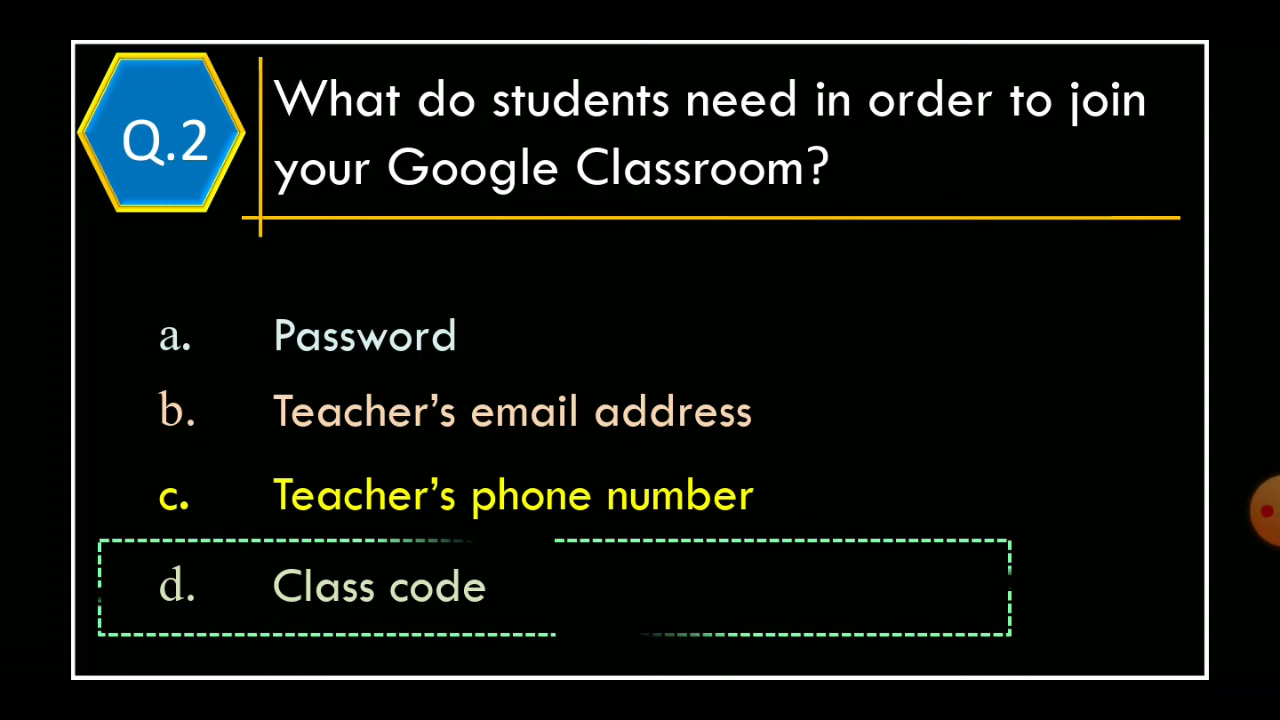 Q.2
What do students need in order to join
your Google Classroom?
a. Password
b. Teacher's email address
c. Teacher's phone number
d. Class code